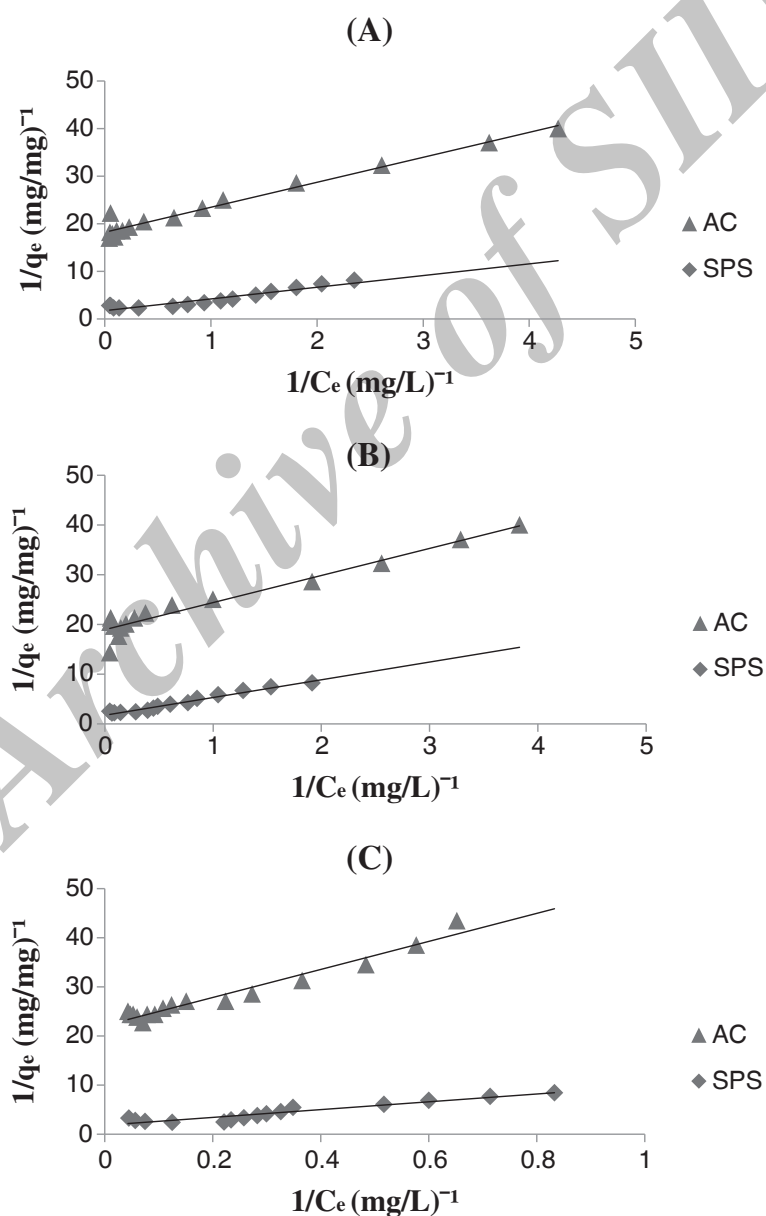 (A)
50
40
30
20
10
0
0 1 2 3 4 5
1/qe (mg/mg)⁻¹
1/Ce (mg/L)⁻¹
AC
SPS
(B)
50
40
30
20
10
0
0 1 2 3 4 5
1/qe (mg/mg)⁻¹
1/Ce (mg/L)⁻¹
AC
SPS
(C)
50
40
30
20
10
0
0 0.2 0.4 0.6 0.8 1
1/qe (mg/mg)⁻¹
1/Ce (mg/L)⁻¹
AC
SPS
Archive of SID